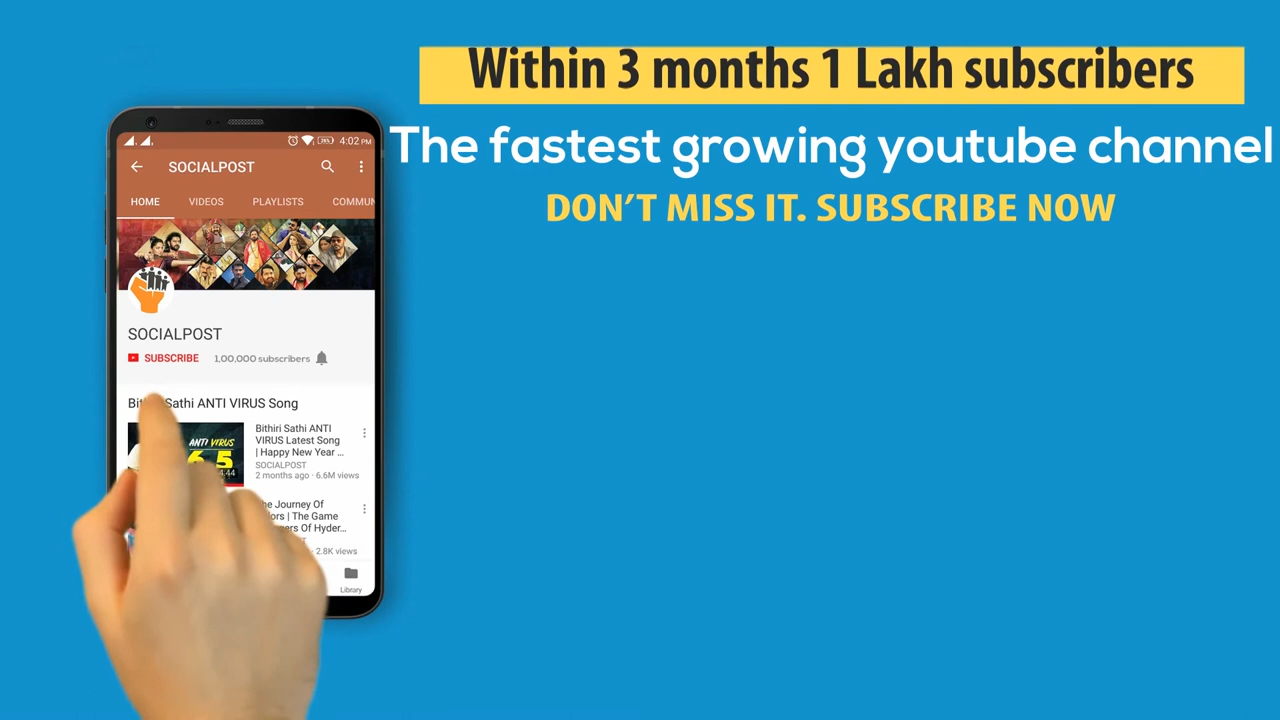 Within 3 months 1 Lakh subscribers
The fastest growing youtube channel
DON'T MISS IT. SUBSCRIBE NOW
4:02 PM
SOCIALPOST
HOME VIDEOS PLAYLISTS COMMUN
SOCIALPOST
SUBSCRIBE 1,00,000 subscribers
Sathi ANTI VIRUS Song
ANTI VIRUS
Bithiri Sathi ANTI
VIRUS Latest Song
| Happy New Year ...
SOCIALPOST
2 months ago · 6.6M views
Journey Of
| The Game
Of Hyder...
2.8K views
Library